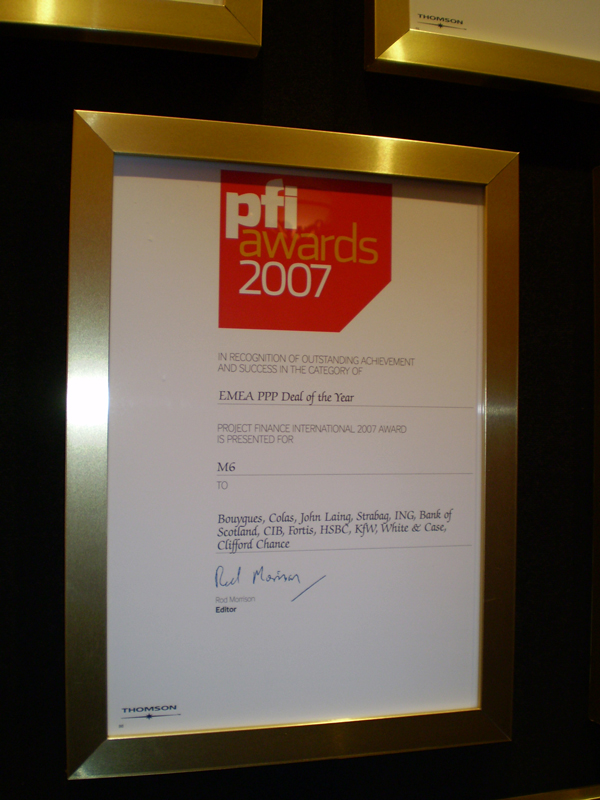 THOMSON
pfi
awards
2007
IN RECOGNITION OF OUTSTANDING ACHIEVEMENT
AND SUCCESS IN THE CATEGORY OF
EMEA PPP Deal of the Year
PROJECT FINANCE INTERNATIONAL 2007 AWARD
IS PRESENTED FOR
M6
TO
Bouygues, Colas, John Laing, Strabag, ING, Bank of
Scotland, CIB, Fortis, HSBC, KfW, White & Case,
Clifford Chance
Rod Morrison
Rod Morrison
Editor
THOMSON